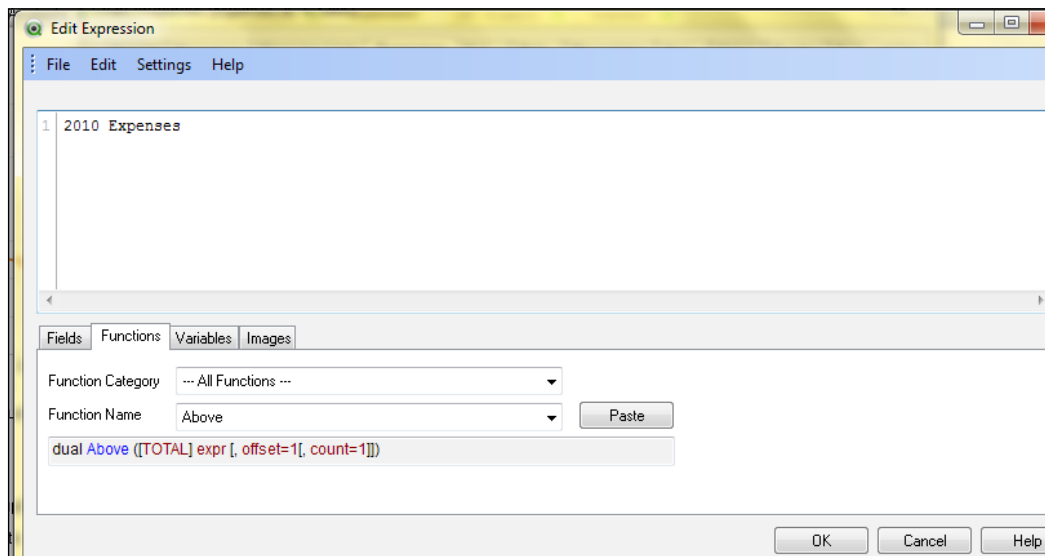 Edit Expression
File Edit Settings Help
1 2010 Expenses
Fields Functions Variables Images
Function Category --- All Functions ---
Function Name Above Paste
dual Above ([TOTAL] expr [, offset=1[, count=1]])
OK Cancel Help